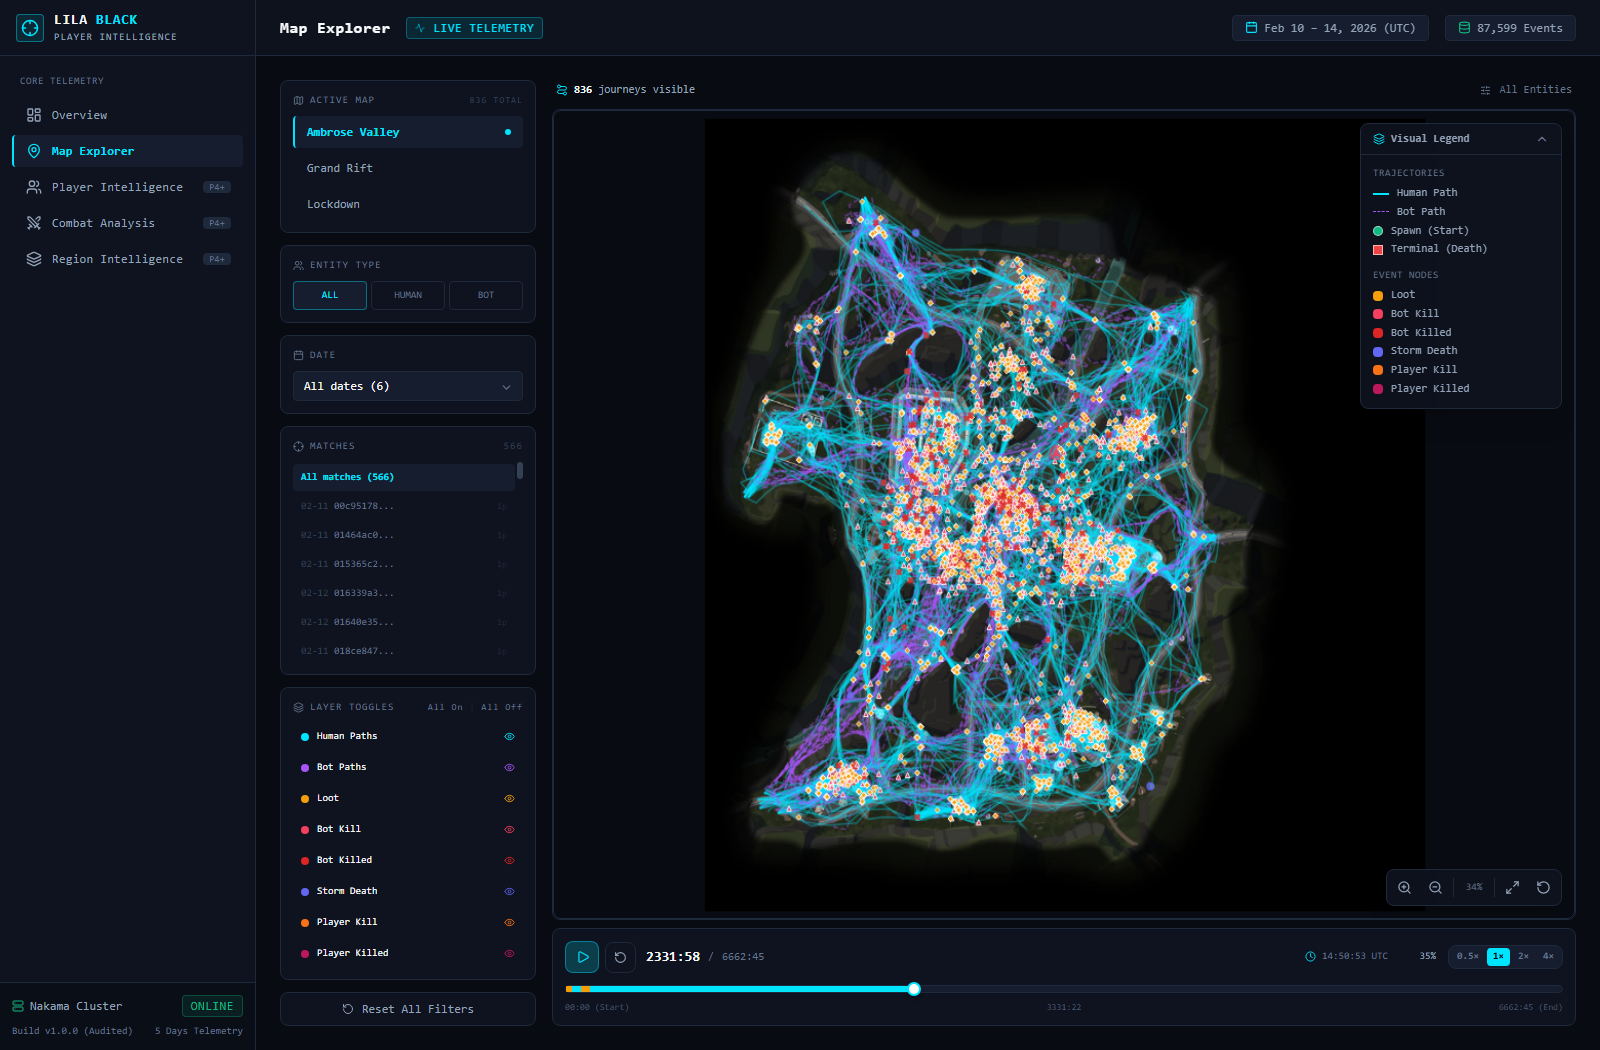 LILA BLACK
PLAYER INTELLIGENCE
CORE TELEMETRY
Overview
Map Explorer
Player Intelligence P4+
Combat Analysis P4+
Region Intelligence P4+
Nakama Cluster ONLINE
Build v1.0.0 (Audited) 5 Days Telemetry
Map Explorer LIVE TELEMETRY
Feb 10 – 14, 2026 (UTC)
87,599 Events
ACTIVE MAP 836 TOTAL
Ambrose Valley
Grand Rift
Lockdown
ENTITY TYPE
ALL HUMAN BOT
DATE
All dates (6)
MATCHES 566
All matches (566)
02-11 00c95178... 1p
02-11 01464ac0... 1p
02-11 015365c2... 1p
02-12 016339a3... 1p
02-12 01640e35... 1p
02-11 018ce847... 1p
LAYER TOGGLES All On All Off
Human Paths
Bot Paths
Loot
Bot Kill
Bot Killed
Storm Death
Player Kill
Player Killed
Reset All Filters
836 journeys visible
All Entities
Visual Legend
TRAJECTORIES
Human Path
Bot Path
Spawn (Start)
Terminal (Death)
EVENT NODES
Loot
Bot Kill
Bot Killed
Storm Death
Player Kill
Player Killed
34%
2331:58 / 6662:45
14:50:53 UTC 35% 0.5× 1× 2× 4×
00:00 (Start) 3331:22 6662:45 (End)